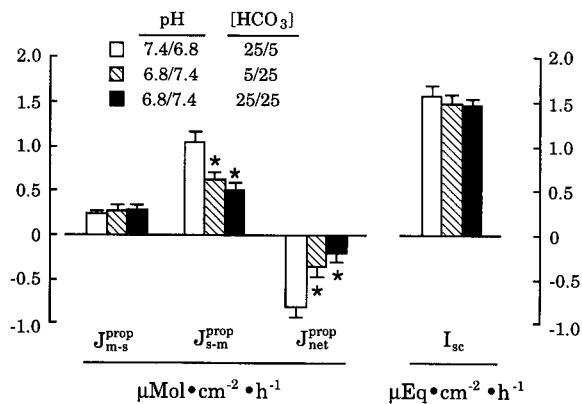 pH [HCO₃]
7.4/6.8 25/5
6.8/7.4 5/25
6.8/7.4 25/25
2.0 2.0
1.5 1.5
1.0 1.0
0.5 0.5
0 0
-0.5 -0.5
-1.0 -1.0
* * * *
J^prop_m-s J^prop_s-m J^prop_net I_sc
μMol•cm⁻²•h⁻¹ μEq•cm⁻²•h⁻¹